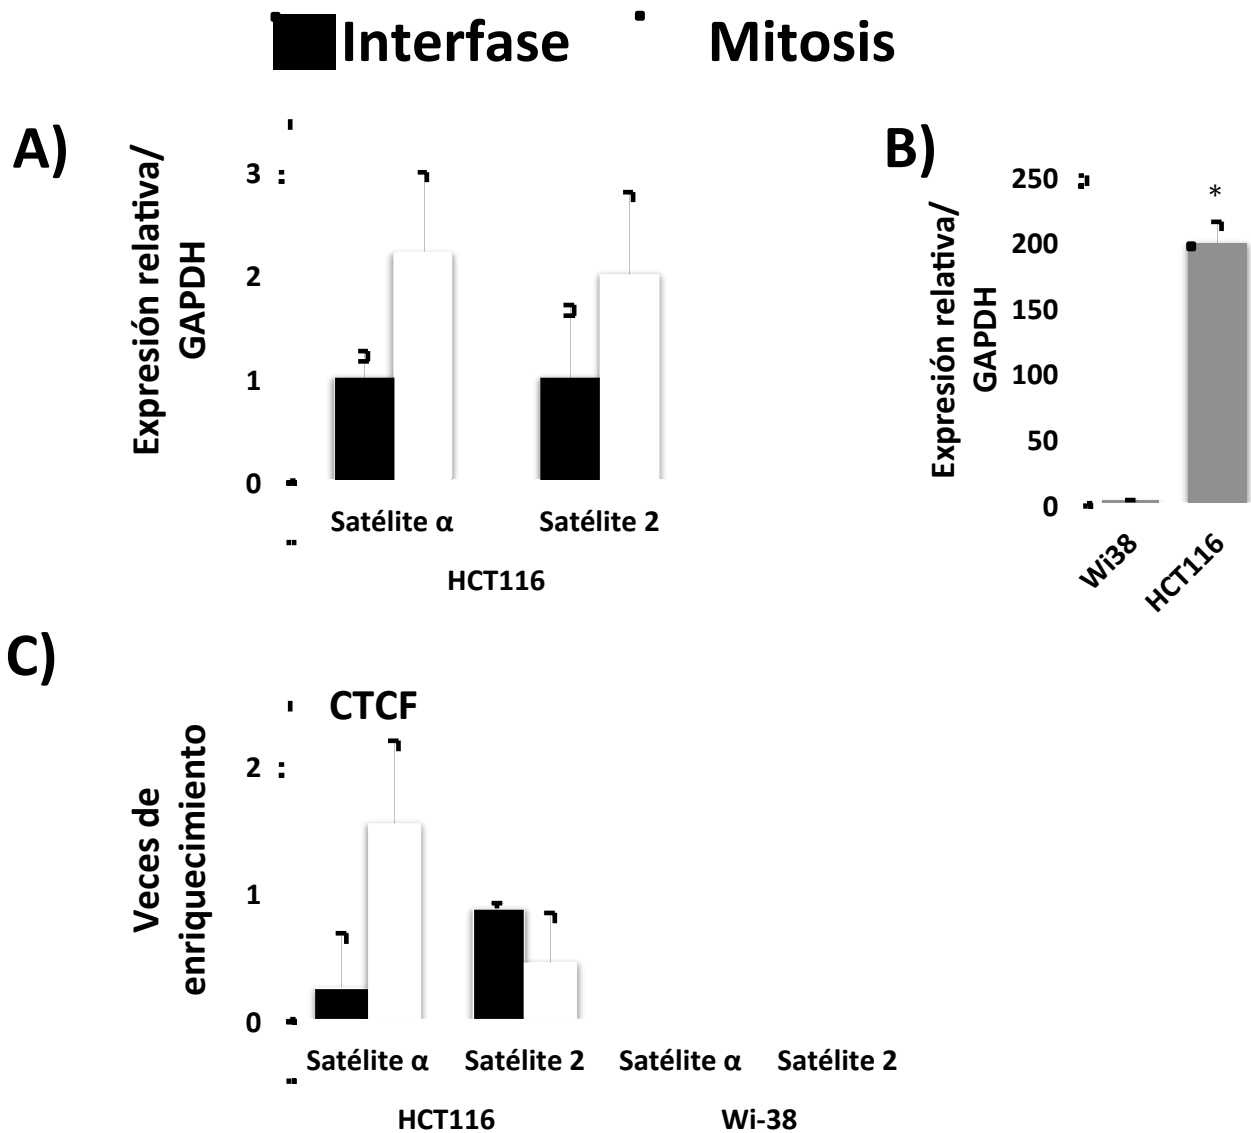 Interfase Mitosis
A)
Expresión relativa/
GAPDH
3
2
1
0
Satélite α Satélite 2
HCT116
B)
Expresión relativa/
GAPDH
250
200
150
100
50
0
*
Wi38
HCT116
C)
CTCF
Veces de
enriquecimiento
2
1
0
Satélite α Satélite 2 Satélite α Satélite 2
HCT116 Wi-38